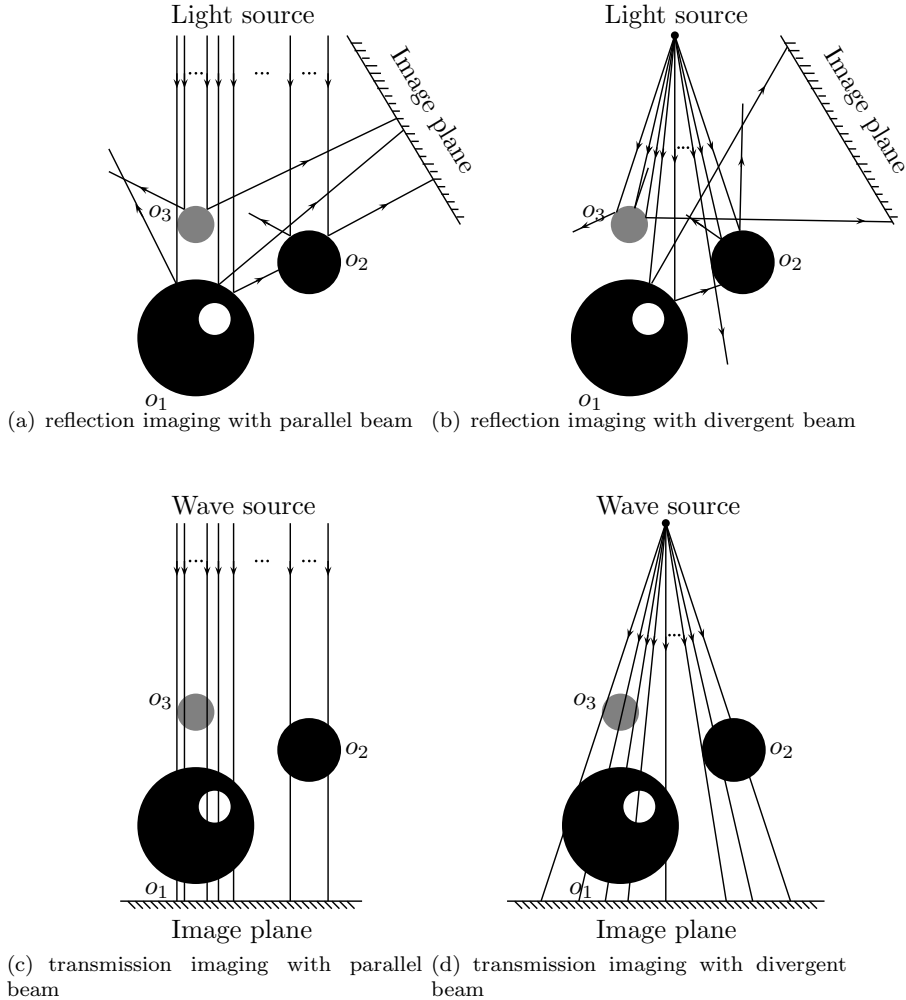 Light source
...
...
...
Image plane
o3
o2
o1
(a) reflection imaging with parallel beam
Light source
...
Image plane
o3
o2
o1
(b) reflection imaging with divergent beam
Wave source
...
...
...
o3
o2
o1
Image plane
(c) transmission imaging with parallel
beam
Wave source
...
o3
o2
o1
Image plane
(d) transmission imaging with divergent
beam